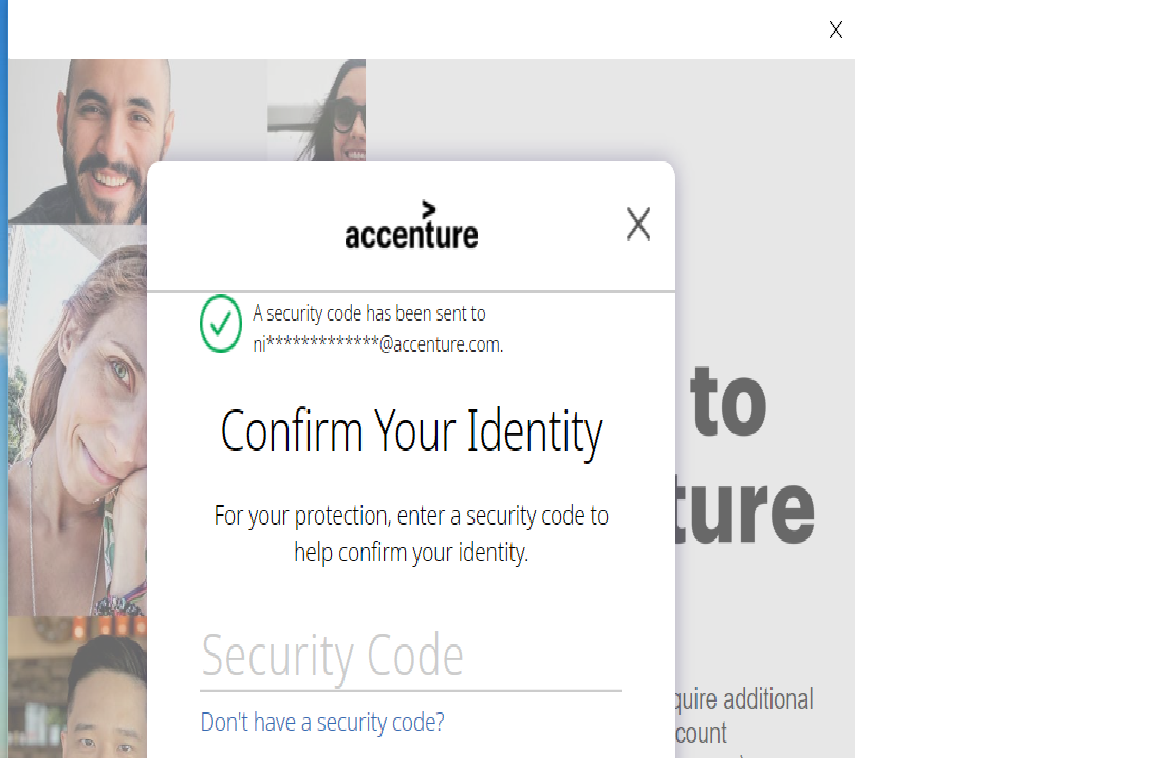 X
accenture
X
A security code has been sent to
ni*************@accenture.com.
Confirm Your Identity
to
ture
For your protection, enter a security code to
help confirm your identity.
Security Code
Don't have a security code?
quire additional
count